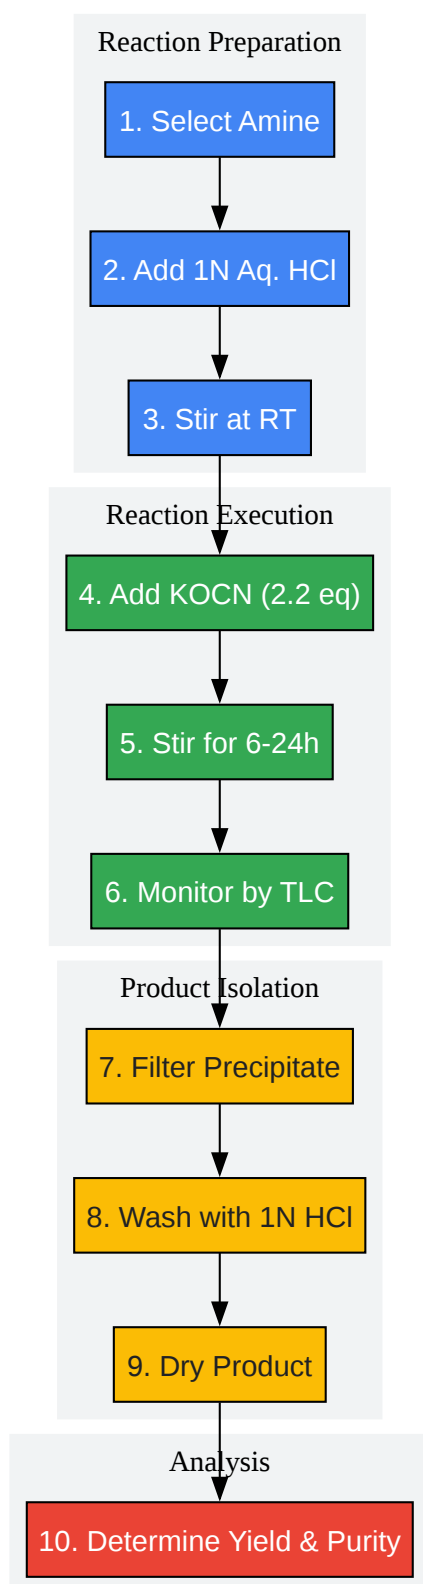 Reaction Preparation
1. Select Amine
2. Add 1N Aq. HCl
3. Stir at RT
Reaction Execution
4. Add KOCN (2.2 eq)
5. Stir for 6-24h
6. Monitor by TLC
Product Isolation
7. Filter Precipitate
8. Wash with 1N HCl
9. Dry Product
Analysis
10. Determine Yield & Purity